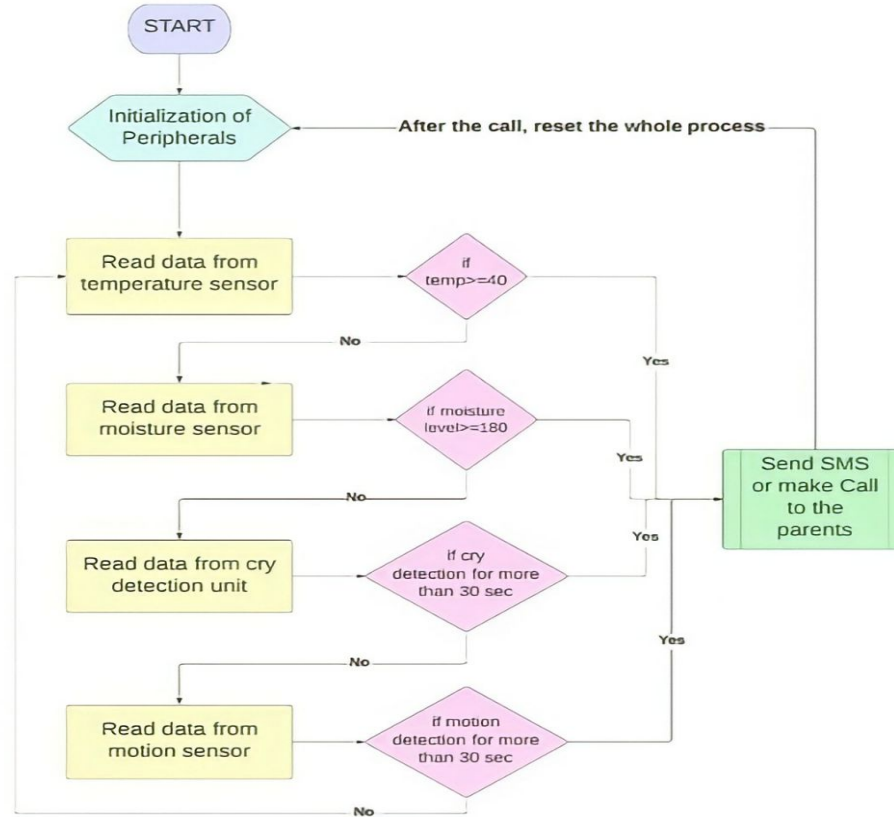 START
Initialization of
Peripherals
After the call, reset the whole process
Read data from
temperature sensor
if
temp>=40
No
Yes
Read data from
moisture sensor
if moisture
level>=180
Yes
No
Send SMS
or make Call
to the
parents
Read data from cry
detection unit
if cry
detection for more
than 30 sec
Yes
No
Read data from
motion sensor
if motion
detection for more
than 30 sec
Yes
No